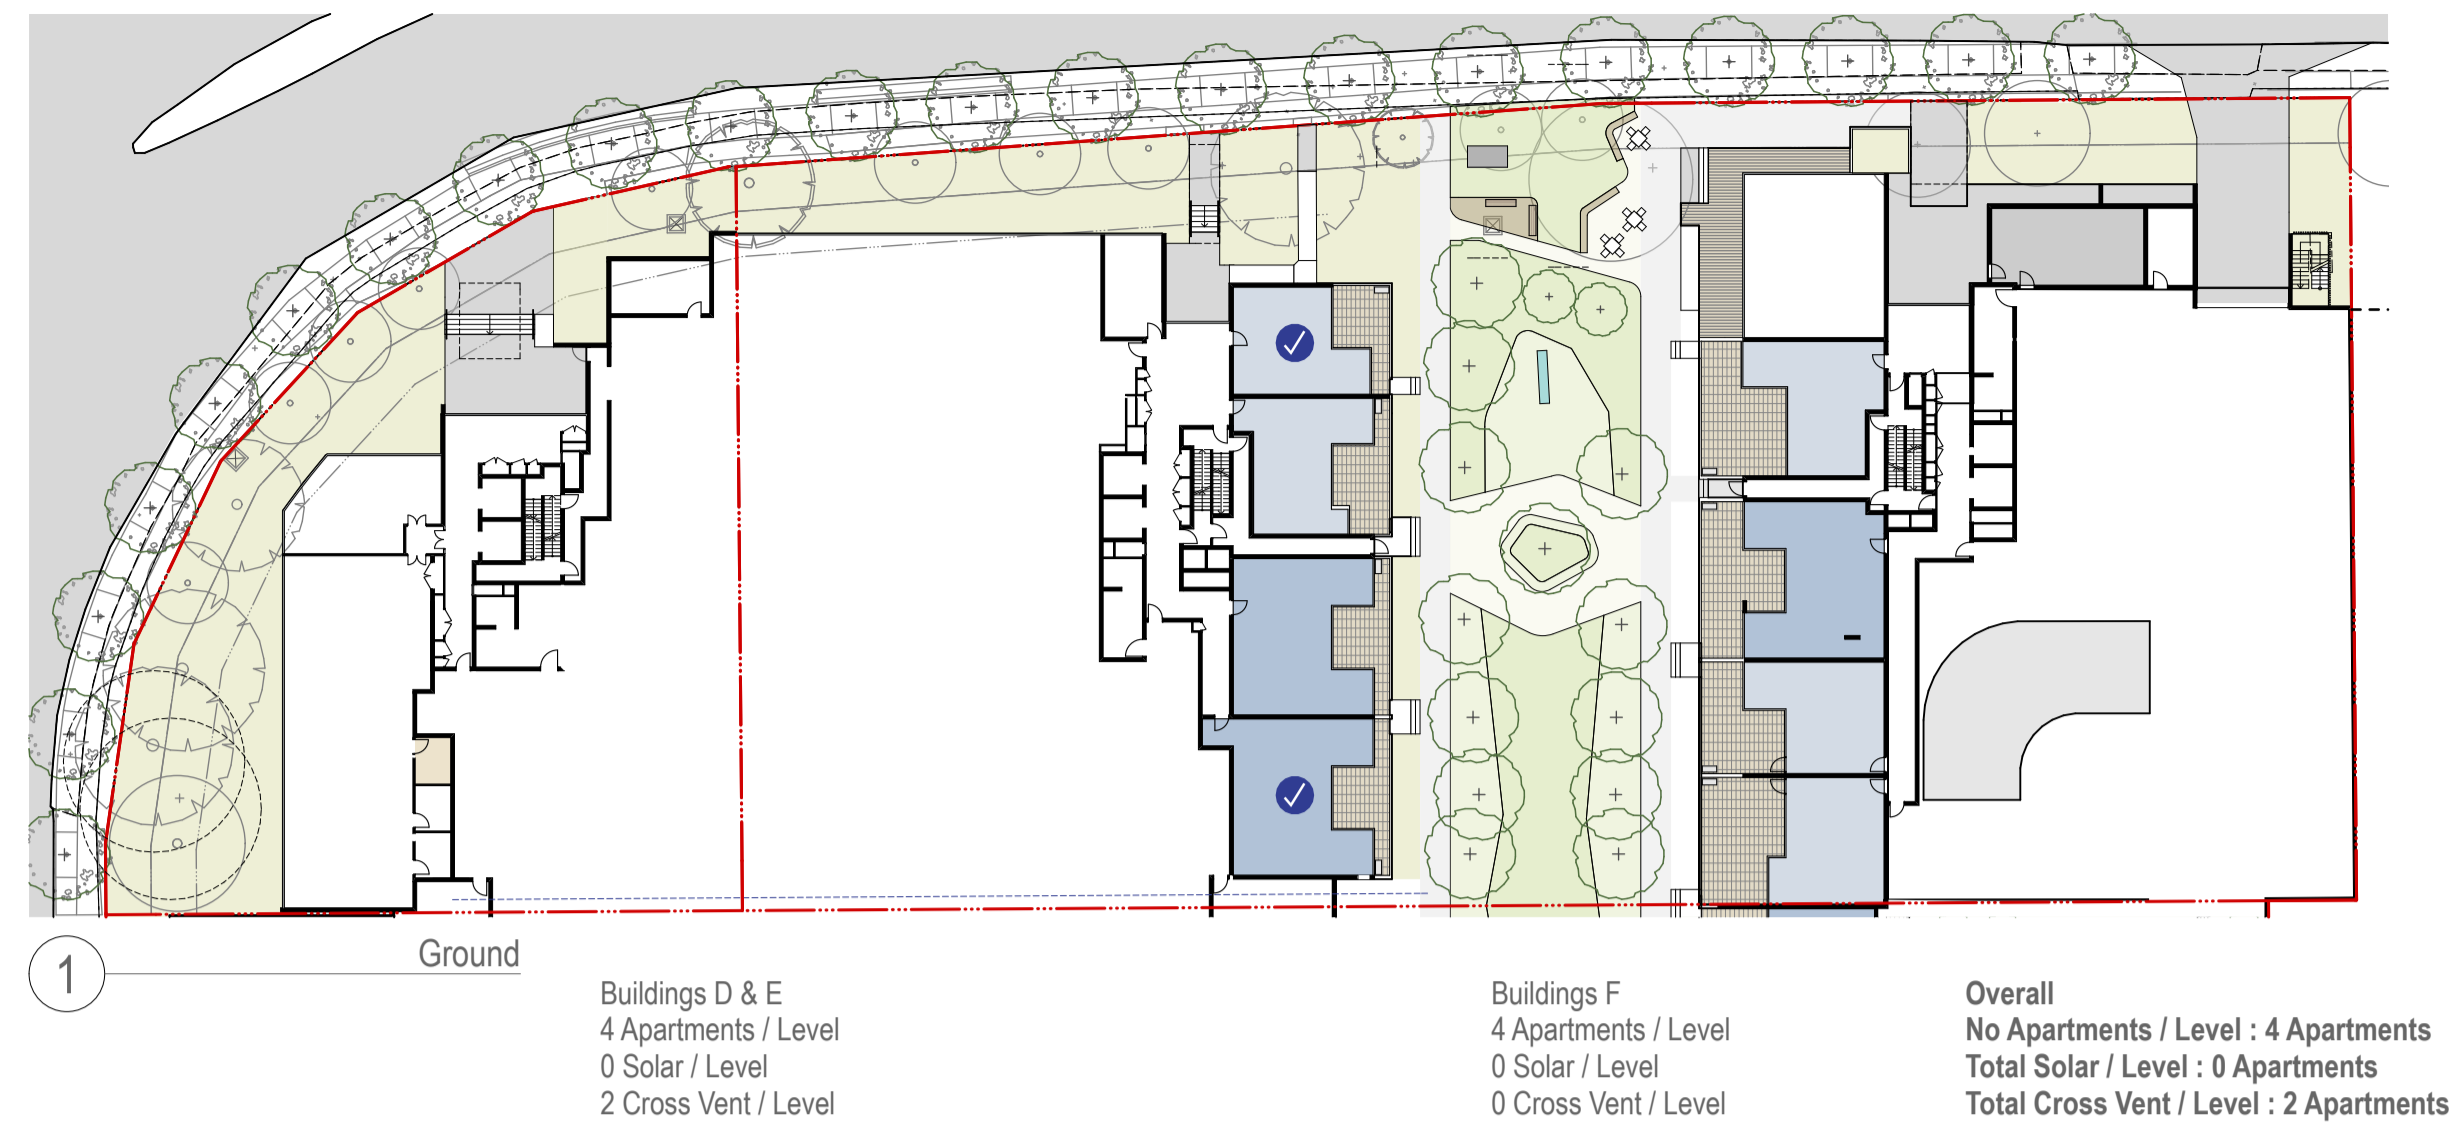 1
Ground
Buildings D & E
4 Apartments / Level
0 Solar / Level
2 Cross Vent / Level
Buildings F
4 Apartments / Level
0 Solar / Level
0 Cross Vent / Level
Overall
No Apartments / Level : 4 Apartments
Total Solar / Level : 0 Apartments
Total Cross Vent / Level : 2 Apartments